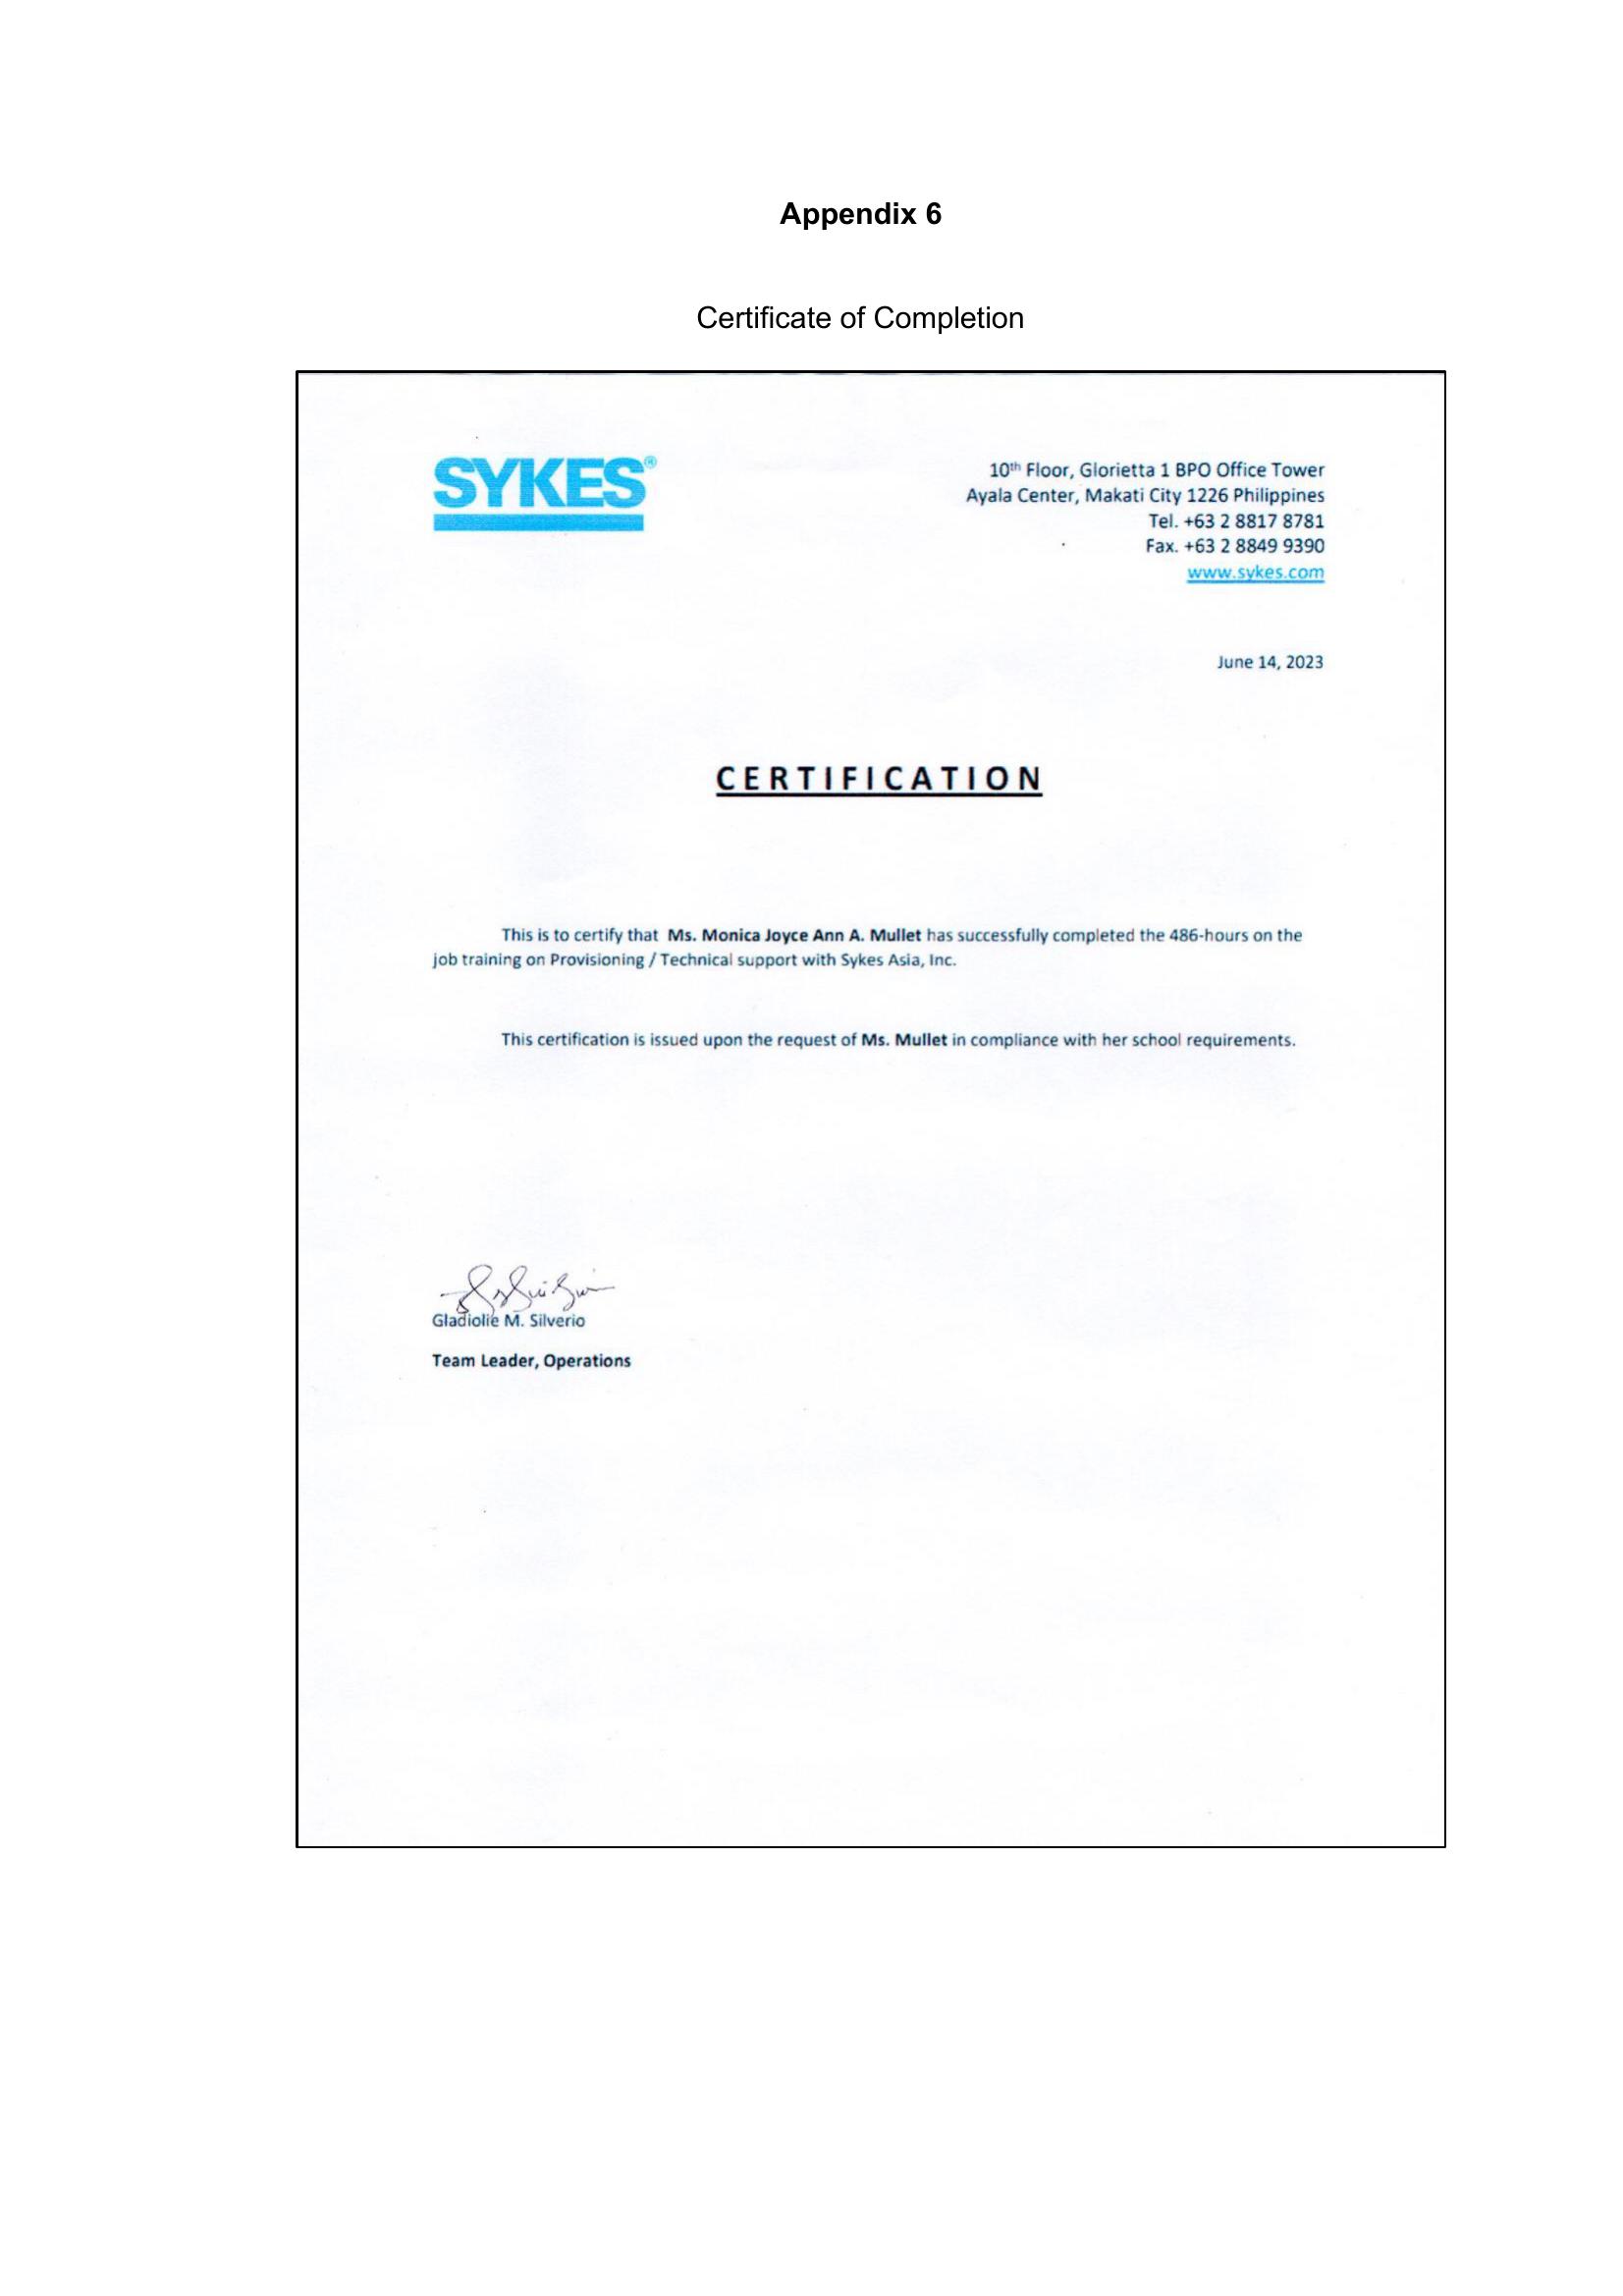 Appendix 6
Certificate of Completion
SYKES®
10th Floor, Glorietta 1 BPO Office Tower
Ayala Center, Makati City 1226 Philippines
Tel. +63 2 8817 8781
Fax. +63 2 8849 9390
www.sykes.com
June 14, 2023
CERTIFICATION
This is to certify that Ms. Monica Joyce Ann A. Mullet has successfully completed the 486-hours on the
job training on Provisioning / Technical support with Sykes Asia, Inc.
This certification is issued upon the request of Ms. Mullet in compliance with her school requirements.
Gladiolie M. Silverio
Team Leader, Operations